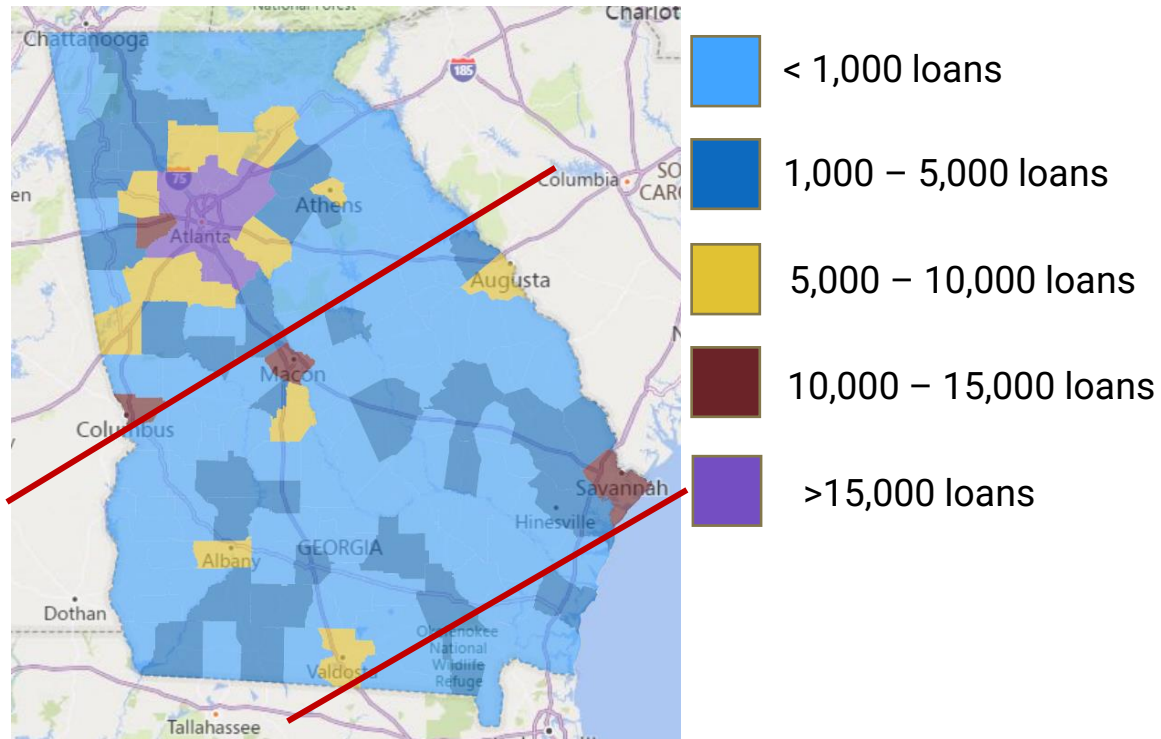 National Forest
Charlot
Chattanooga
185
< 1,000 loans
75
Columbia
SO
CAR
1,000 – 5,000 loans
en
Athens
Atlanta
Augusta
5,000 – 10,000 loans
Macon
10,000 – 15,000 loans
Columbus
Savannah
>15,000 loans
Hinesville
GEORGIA
Albany
Dothan
Okefenokee
National
Wildlife
Refuge
Valdosta
Tallahassee